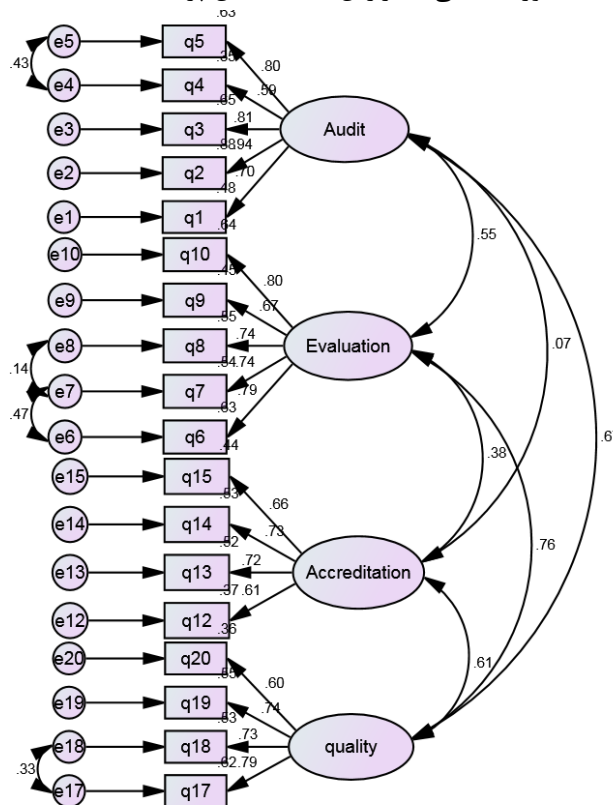 .63
e5 q5
.43 .35 .80
e4 q4 .59
.65
e3 q3 .81 Audit
.88 .94
e2 q2 .70
.48
e1 q1
.64 .55
e10 q10
.45 .80
e9 q9 .67
.55 .74
e8 q8 Evaluation .07
.14 .54 .74
e7 q7 .79
.47 .63
e6 q6
.44 .38
e15 q15
.53 .66
e14 q14 .73
.52 .76
e13 q13 .72 Accreditation
.37 .61
e12 q12
.36
e20 q20 .61
.55 .60
e19 q19 .74
.53 .73
e18 q18 quality
.33 .62 .79
e17 q17